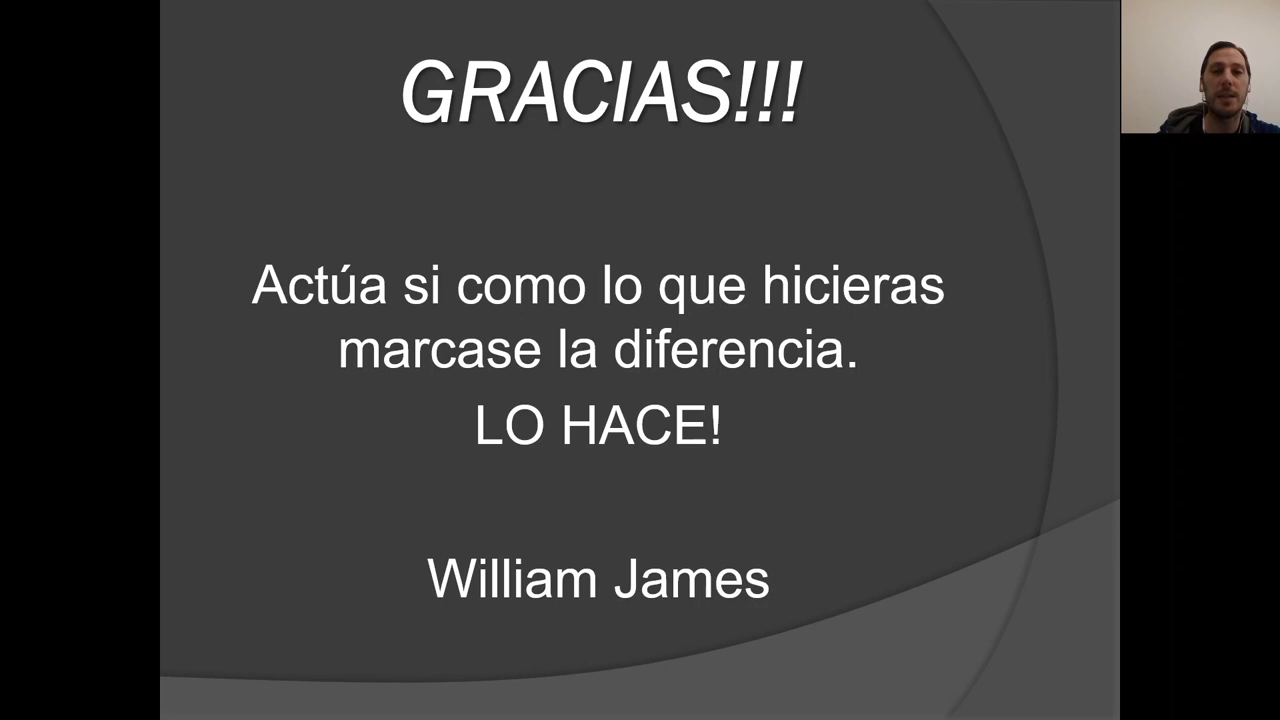 GRACIAS!!!
Actúa si como lo que hicieras
marcase la diferencia.
LO HACE!
William James